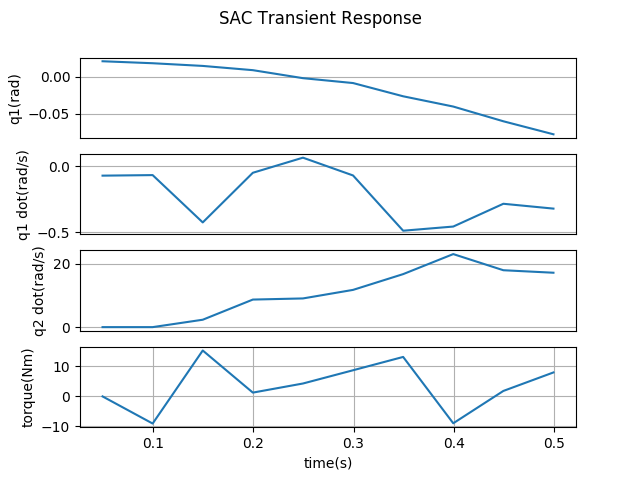 SAC Transient Response
q1(rad)
0.00
−0.05
q1 dot(rad/s)
0.0
−0.5
q2 dot(rad/s)
20
0
torque(Nm)
10
0
−10
0.1 0.2 0.3 0.4 0.5
time(s)